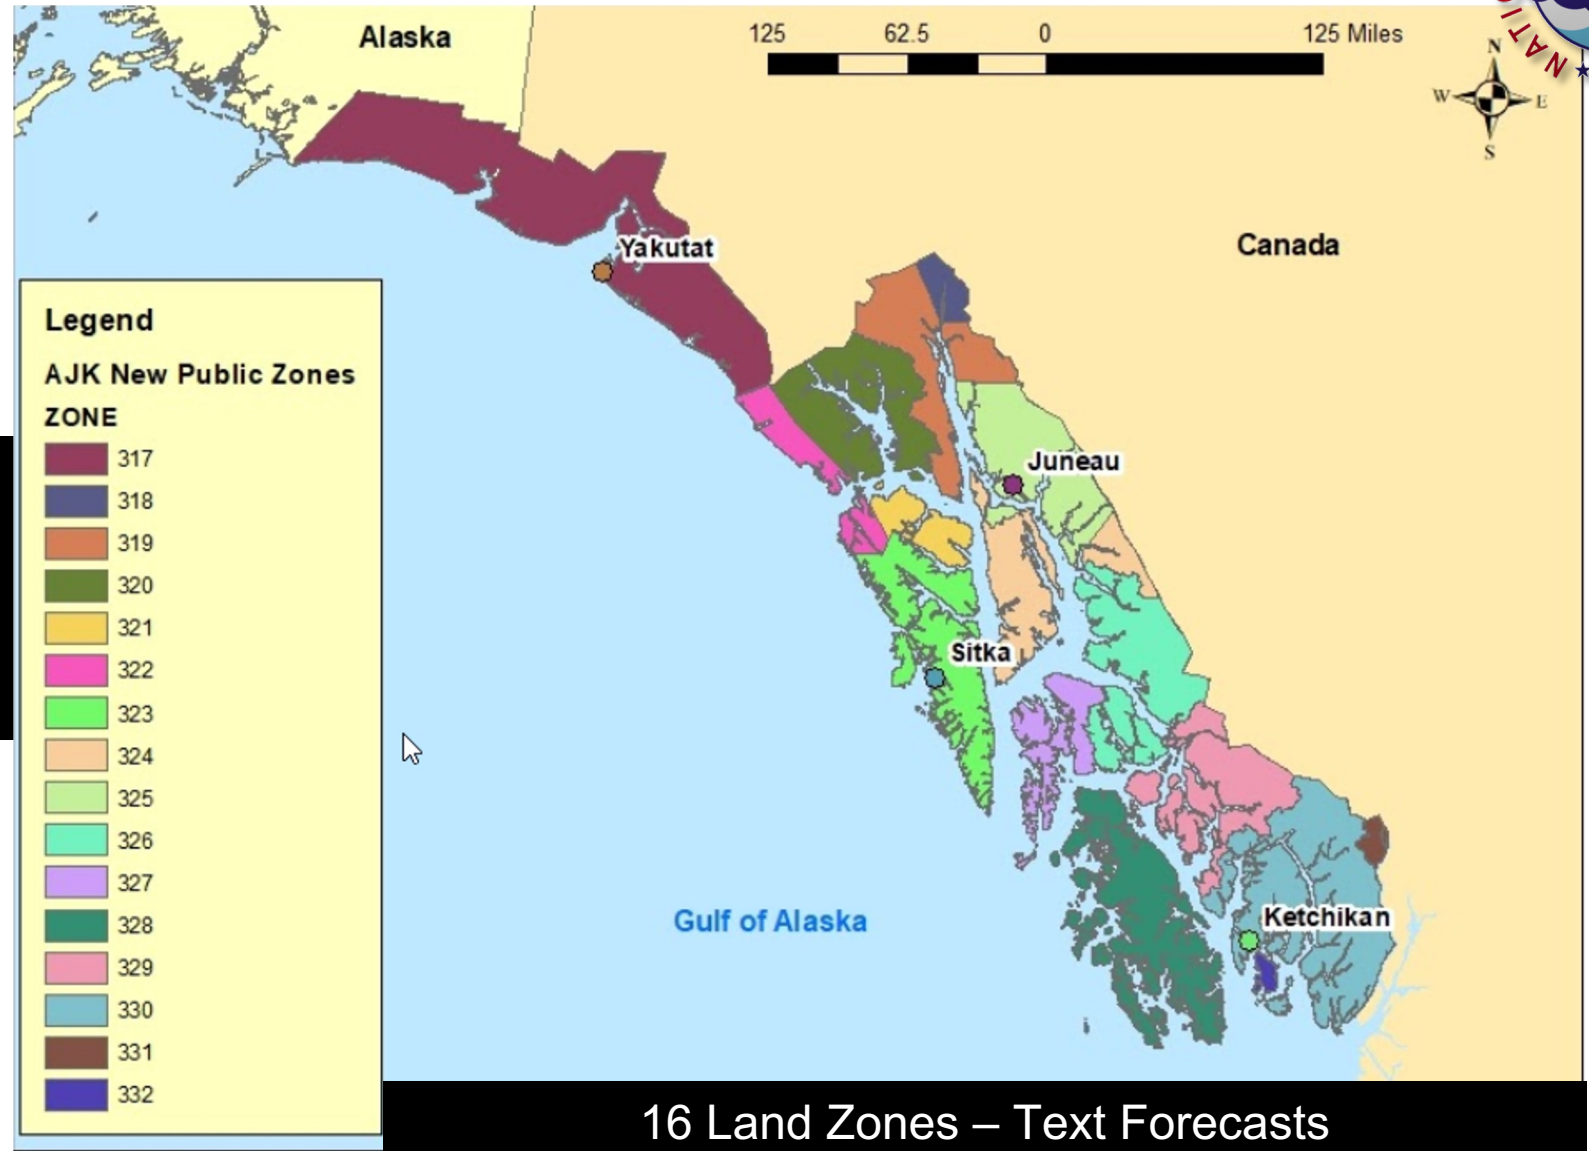 Alaska
125 62.5 0 125 Miles
NATI
N
W E
S
Canada
Yakutat
Legend
AJK New Public Zones
ZONE
317
318
319
320
321
322
323
324
325
326
327
328
329
330
331
332
Juneau
Sitka
Gulf of Alaska
Ketchikan
16 Land Zones – Text Forecasts